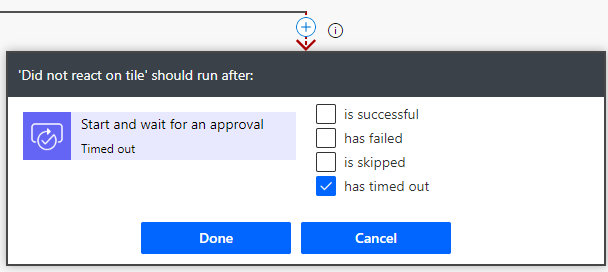 'Did not react on tile' should run after:
Start and wait for an approval
Timed out
is successful
has failed
is skipped
has timed out
Done
Cancel